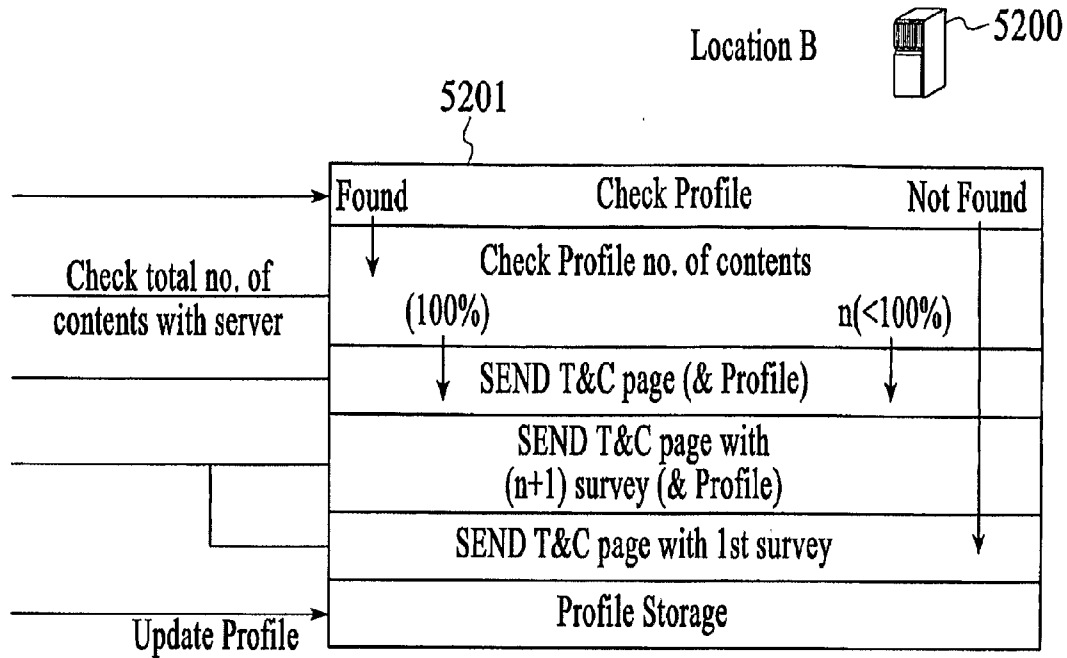 Location B
5200
5201
Found
Check Profile
Not Found
Check Profile no. of contents
Check total no. of
contents with server
(100%)
n(<100%)
SEND T&C page (& Profile)
SEND T&C page with
(n+1) survey (& Profile)
SEND T&C page with 1st survey
Profile Storage
Update Profile